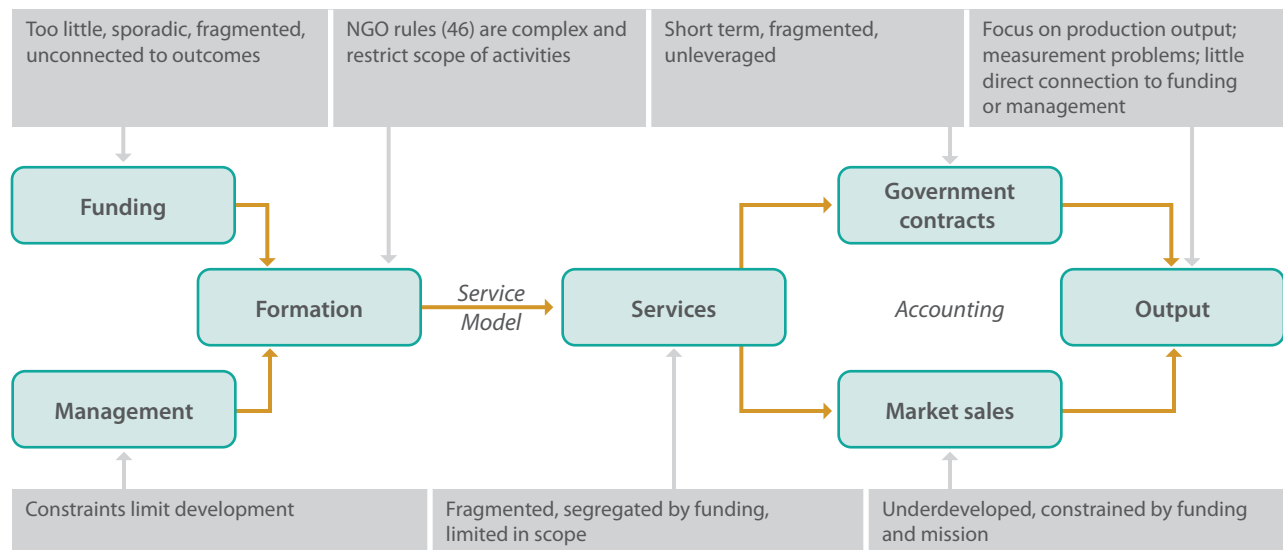 Too little, sporadic, fragmented,
unconnected to outcomes
NGO rules (46) are complex and
restrict scope of activities
Short term, fragmented,
unleveraged
Focus on production output;
measurement problems; little
direct connection to funding
or management
Funding
Government
contracts
Formation
Service
Model
Services
Accounting
Output
Management
Market sales
Constraints limit development
Fragmented, segregated by funding,
limited in scope
Underdeveloped, constrained by funding
and mission